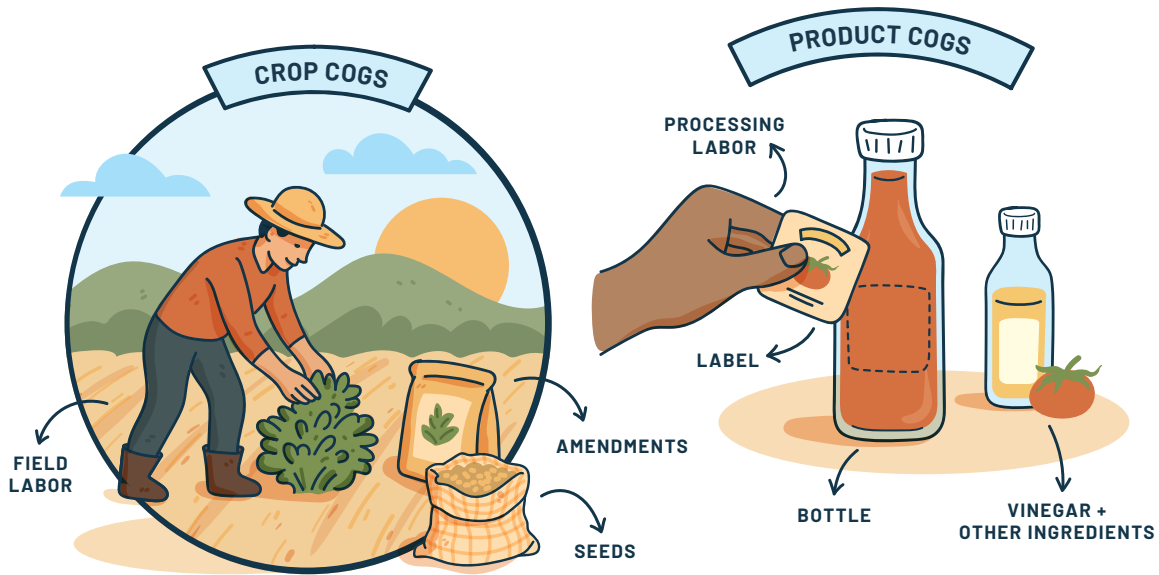 CROP COGS
FIELD
LABOR
AMENDMENTS
SEEDS
PRODUCT COGS
PROCESSING
LABOR
LABEL
BOTTLE
VINEGAR +
OTHER INGREDIENTS